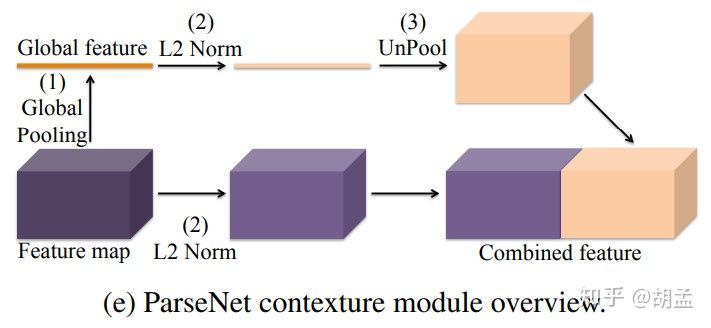 Global feature
(2)
L2 Norm
(3)
UnPool
(1)
Global
Pooling
Feature map
(2)
L2 Norm
Combined feature
(e) ParseNet contexture module overview.
知乎 @胡孟